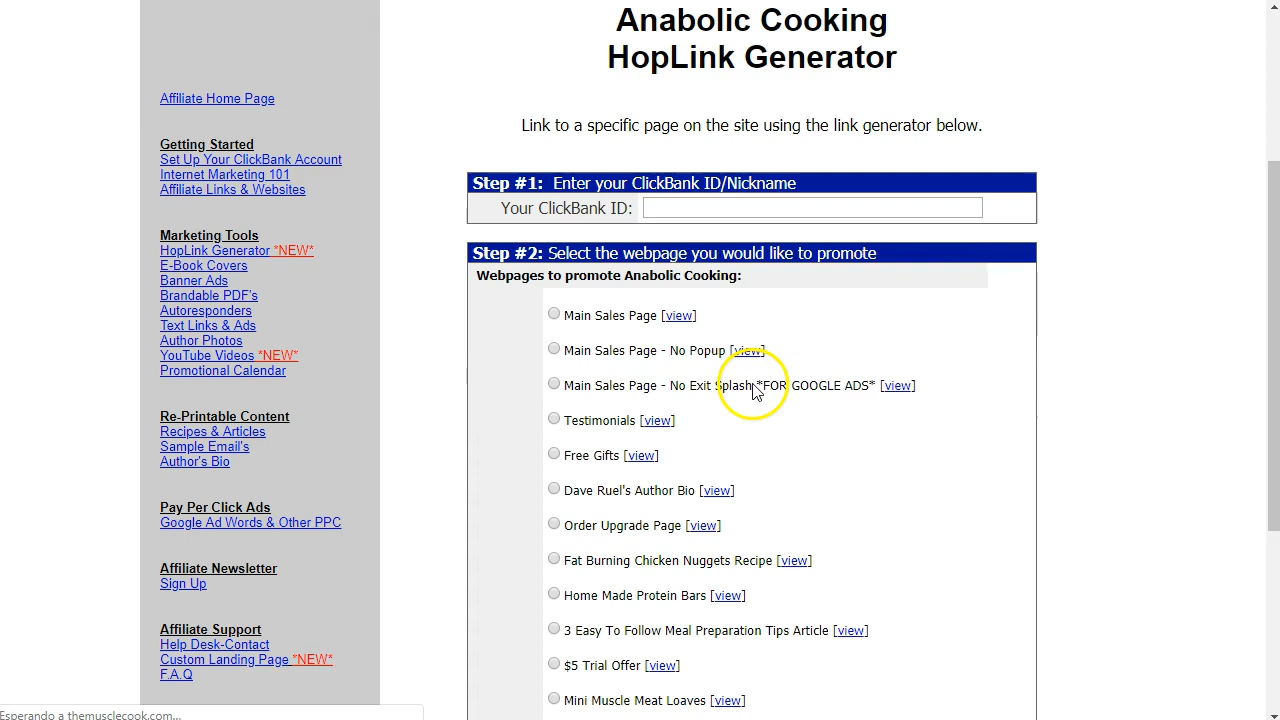 Anabolic Cooking
HopLink Generator
Link to a specific page on the site using the link generator below.
Affiliate Home Page
Getting Started
Set Up Your ClickBank Account
Internet Marketing 101
Affiliate Links & Websites
Marketing Tools
HopLink Generator *NEW*
E-Book Covers
Banner Ads
Brandable PDF's
Autoresponders
Text Links & Ads
Author Photos
YouTube Videos *NEW*
Promotional Calendar
Re-Printable Content
Recipes & Articles
Sample Email's
Author's Bio
Pay Per Click Ads
Google Ad Words & Other PPC
Affiliate Newsletter
Sign Up
Affiliate Support
Help Desk-Contact
Custom Landing Page *NEW*
F.A.Q
Step #1: Enter your ClickBank ID/Nickname
Your ClickBank ID:
Step #2: Select the webpage you would like to promote
Webpages to promote Anabolic Cooking:
Main Sales Page [view]
Main Sales Page - No Popup [view]
Main Sales Page - No Exit Splash *FOR GOOGLE ADS* [view]
Testimonials [view]
Free Gifts [view]
Dave Ruel's Author Bio [view]
Order Upgrade Page [view]
Fat Burning Chicken Nuggets Recipe [view]
Home Made Protein Bars [view]
3 Easy To Follow Meal Preparation Tips Article [view]
$5 Trial Offer [view]
Mini Muscle Meat Loaves [view]
Esperando a themusclecook.com...